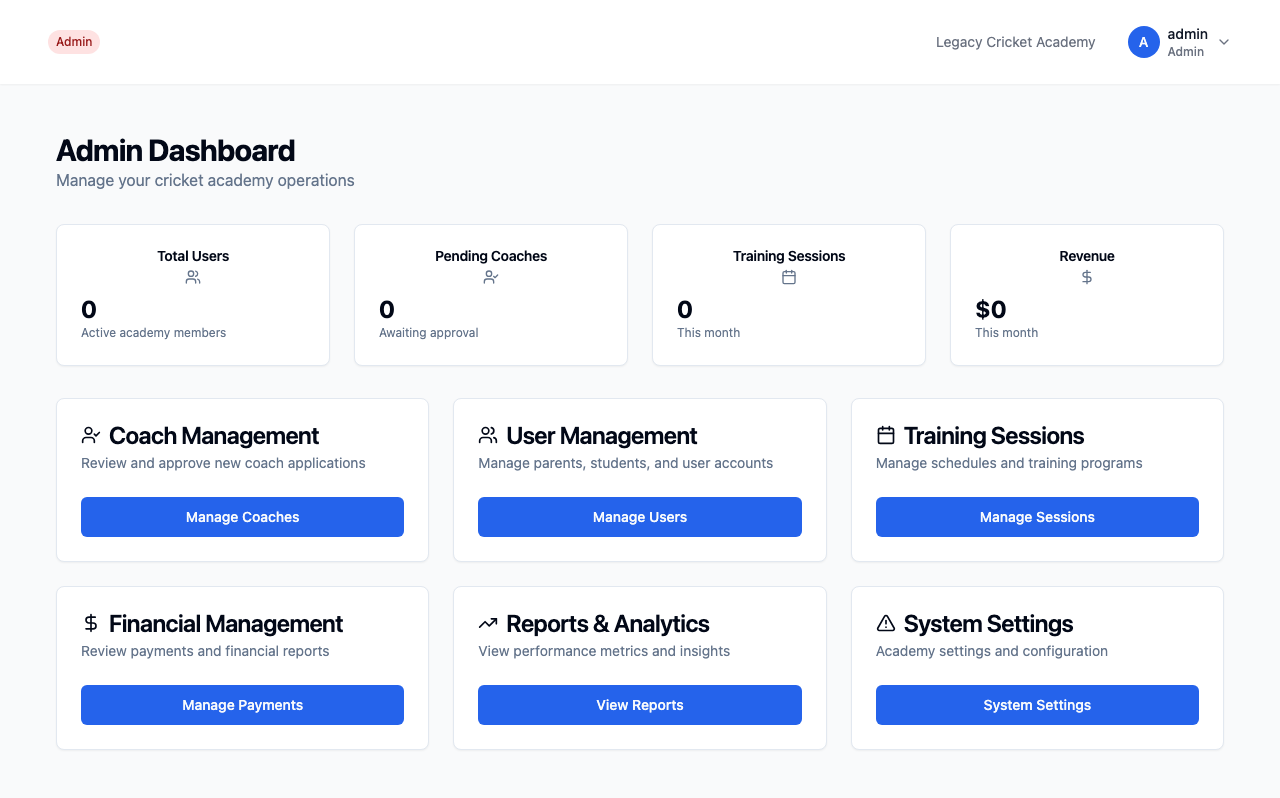 Admin
Legacy Cricket Academy
A
admin
Admin
Admin Dashboard
Manage your cricket academy operations
Total Users
0
Active academy members
Pending Coaches
0
Awaiting approval
Training Sessions
0
This month
Revenue
$0
This month
Coach Management
Review and approve new coach applications
Manage Coaches
User Management
Manage parents, students, and user accounts
Manage Users
Training Sessions
Manage schedules and training programs
Manage Sessions
Financial Management
Review payments and financial reports
Manage Payments
Reports & Analytics
View performance metrics and insights
View Reports
System Settings
Academy settings and configuration
System Settings